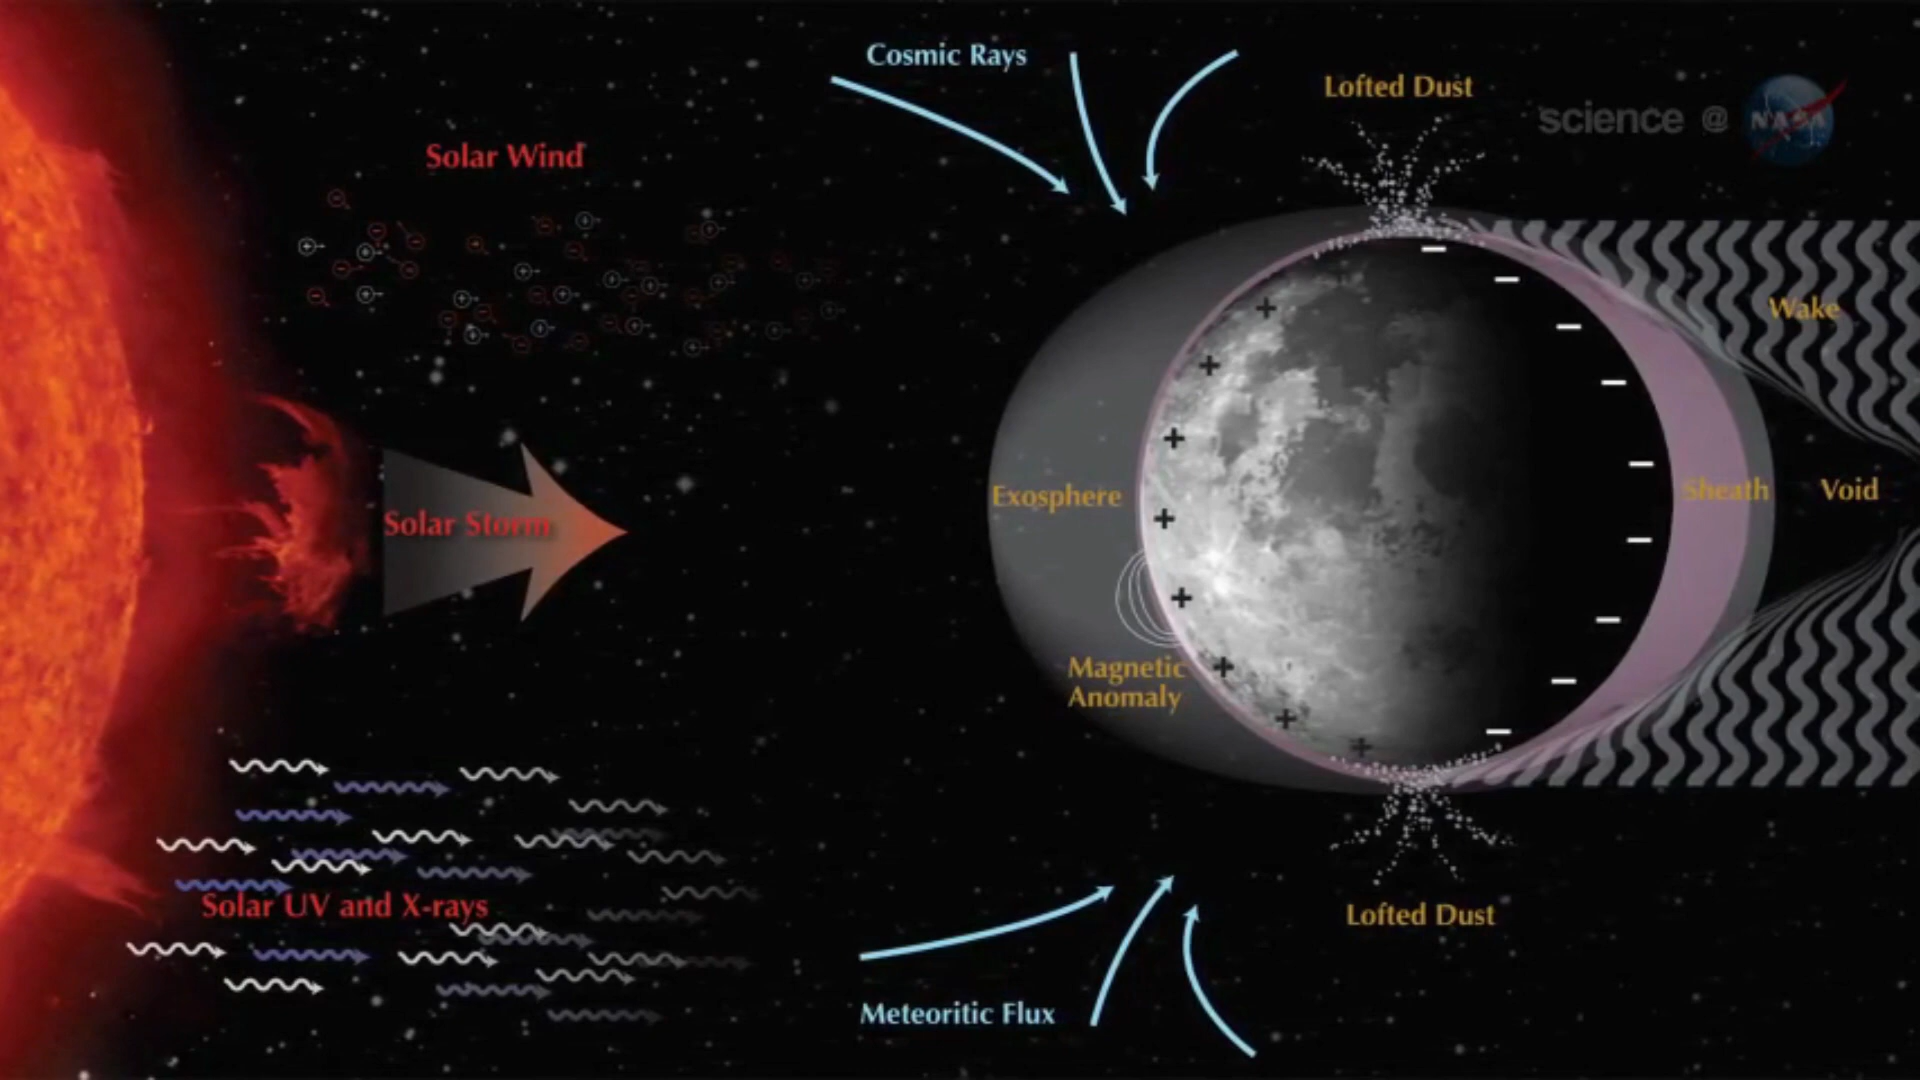 Cosmic Rays
Lofted Dust
science @ NASA
Solar Wind
Wake
Exosphere
Sheath
Void
Solar Storm
Magnetic
Anomaly
Solar UV and X-rays
Lofted Dust
Meteoritic Flux